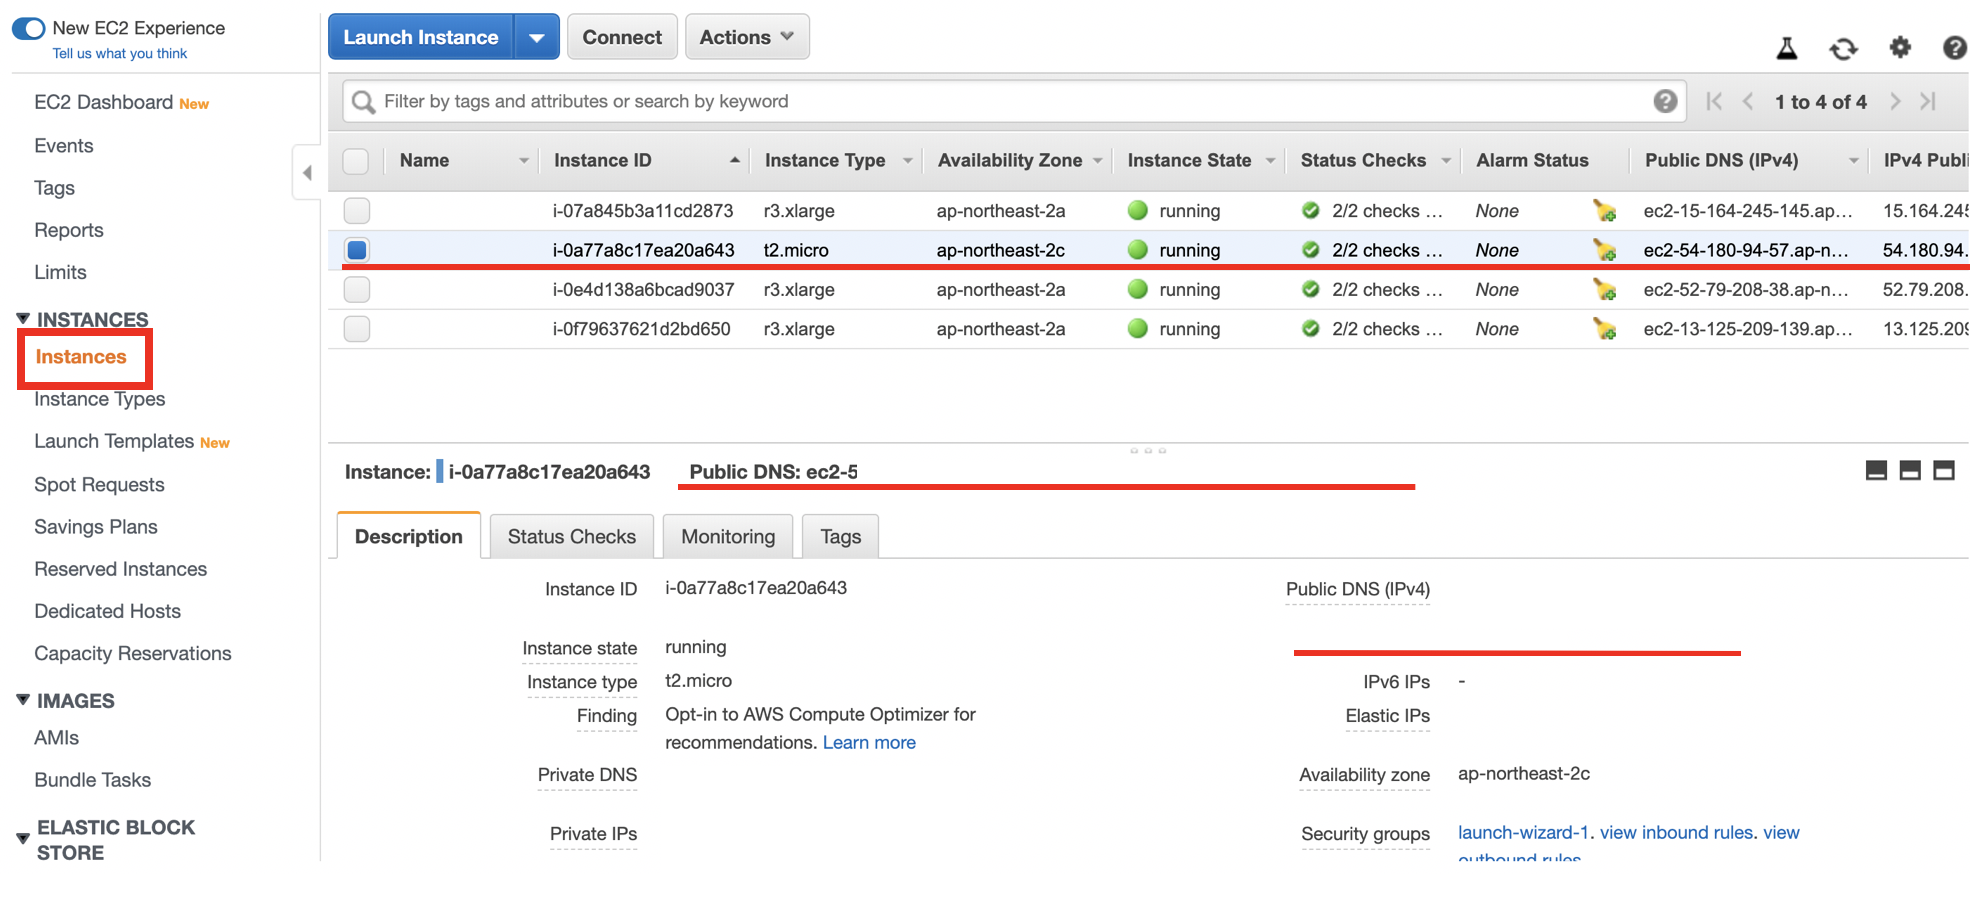 New EC2 Experience
Tell us what you think
EC2 Dashboard New
Events
Tags
Reports
Limits
INSTANCES
Instances
Instance Types
Launch Templates New
Spot Requests
Savings Plans
Reserved Instances
Dedicated Hosts
Capacity Reservations
IMAGES
AMIs
Bundle Tasks
ELASTIC BLOCK
STORE
Launch Instance Connect Actions
Filter by tags and attributes or search by keyword 1 to 4 of 4
Name Instance ID Instance Type Availability Zone Instance State Status Checks Alarm Status Public DNS (IPv4) IPv4 Publi
i-07a845b3a11cd2873 r3.xlarge ap-northeast-2a running 2/2 checks ... None ec2-15-164-245-145.ap... 15.164.245
i-0a77a8c17ea20a643 t2.micro ap-northeast-2c running 2/2 checks ... None ec2-54-180-94-57.ap-n... 54.180.94.
i-0e4d138a6bcad9037 r3.xlarge ap-northeast-2a running 2/2 checks ... None ec2-52-79-208-38.ap-n... 52.79.208.
i-0f79637621d2bd650 r3.xlarge ap-northeast-2a running 2/2 checks ... None ec2-13-125-209-139.ap... 13.125.209
Instance: i-0a77a8c17ea20a643 Public DNS: ec2-5
Description Status Checks Monitoring Tags
Instance ID i-0a77a8c17ea20a643 Public DNS (IPv4)
Instance state running
Instance type t2.micro IPv6 IPs -
Finding Opt-in to AWS Compute Optimizer for Elastic IPs
recommendations. Learn more
Private DNS Availability zone ap-northeast-2c
Private IPs Security groups launch-wizard-1. view inbound rules. view
outbound rules